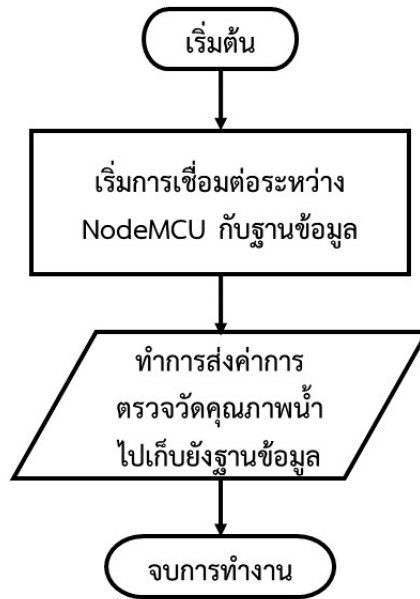 เริ่มต้น
เริ่มการเชื่อมต่อระหว่าง
NodeMCU กับฐานข้อมูล
ทำการส่งค่าการ
ตรวจวัดคุณภาพน้ำ
ไปเก็บยังฐานข้อมูล
จบการทำงาน